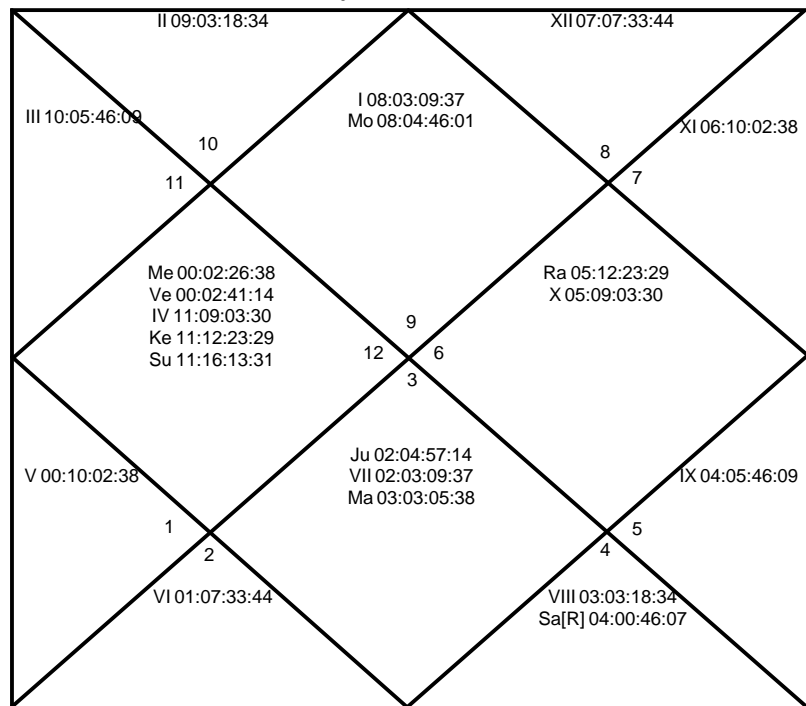 II 09:03:18:34
XII 07:07:33:44
I 08:03:09:37
Mo 08:04:46:01
III 10:05:46:09
XI 06:10:02:38
10
8
11
7
Me 00:02:26:38
Ve 00:02:41:14
IV 11:09:03:30
Ke 11:12:23:29
Su 11:16:13:31
Ra 05:12:23:29
X 05:09:03:30
9
12
6
3
Ju 02:04:57:14
VII 02:03:09:37
Ma 03:03:05:38
V 00:10:02:38
IX 04:05:46:09
1
5
2
4
VI 01:07:33:44
VIII 03:03:18:34
Sa[R] 04:00:46:07